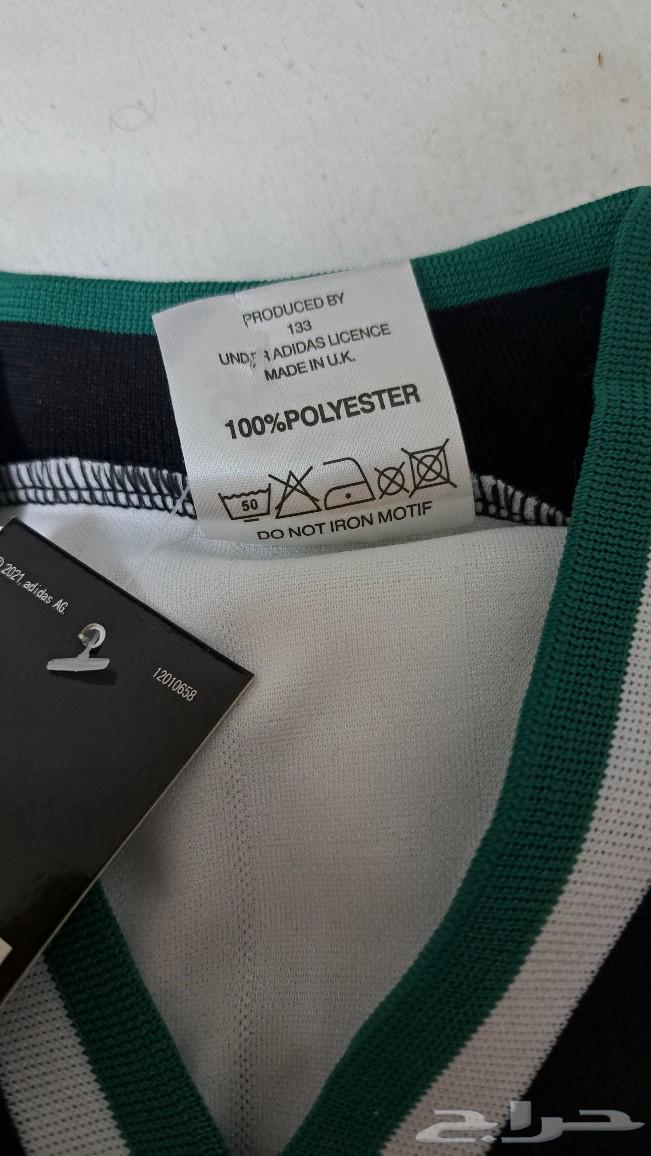 PRODUCED BY
133
UNDER ADIDAS LICENCE
MADE IN U.K.
100%POLYESTER
50
DO NOT IRON MOTIF
© 2021. adidas AG.
12010658
حراج